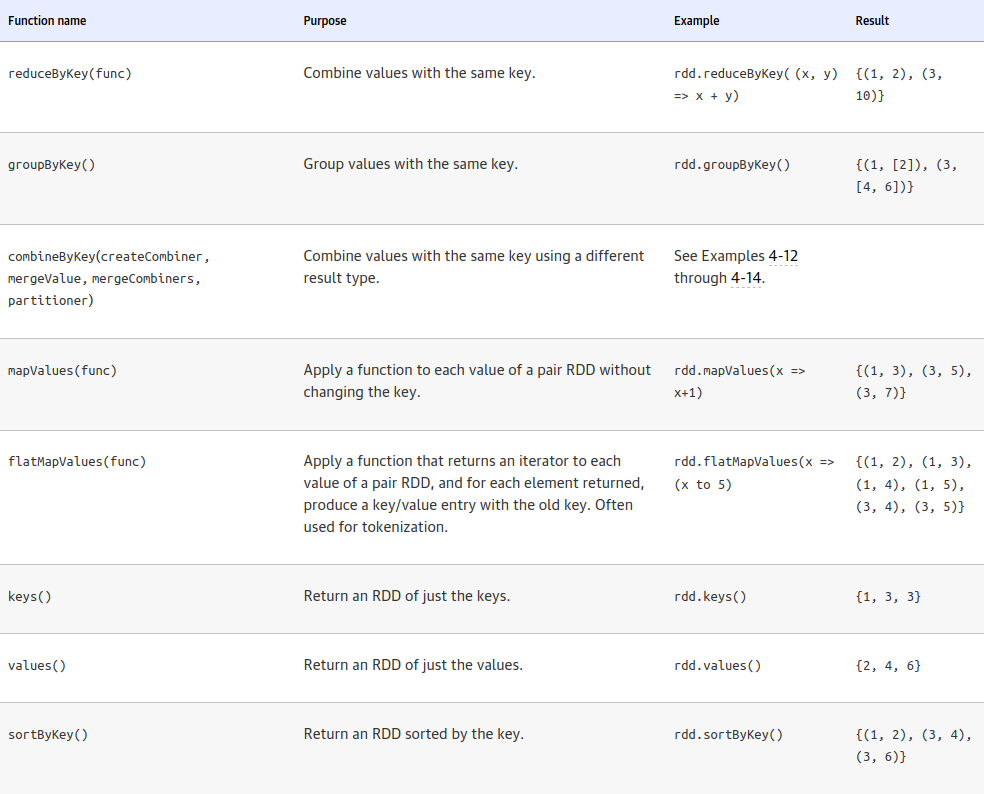 Function name Purpose Example Result
reduceByKey(func) Combine values with the same key. rdd.reduceByKey( (x, y) {(1, 2), (3,
=> x + y) 10)}
groupByKey() Group values with the same key. rdd.groupByKey() {(1, [2]), (3,
[4, 6])}
combineByKey(createCombiner, Combine values with the same key using a different See Examples 4-12
mergeValue, mergeCombiners, result type. through 4-14.
partitioner)
mapValues(func) Apply a function to each value of a pair RDD without rdd.mapValues(x => {(1, 3), (3, 5),
changing the key. x+1) (3, 7)}
flatMapValues(func) Apply a function that returns an iterator to each rdd.flatMapValues(x => {(1, 2), (1, 3),
value of a pair RDD, and for each element returned, (x to 5) (1, 4), (1, 5),
produce a key/value entry with the old key. Often (3, 4), (3, 5)}
used for tokenization.
keys() Return an RDD of just the keys. rdd.keys() {1, 3, 3}
values() Return an RDD of just the values. rdd.values() {2, 4, 6}
sortByKey() Return an RDD sorted by the key. rdd.sortByKey() {(1, 2), (3, 4),
(3, 6)}